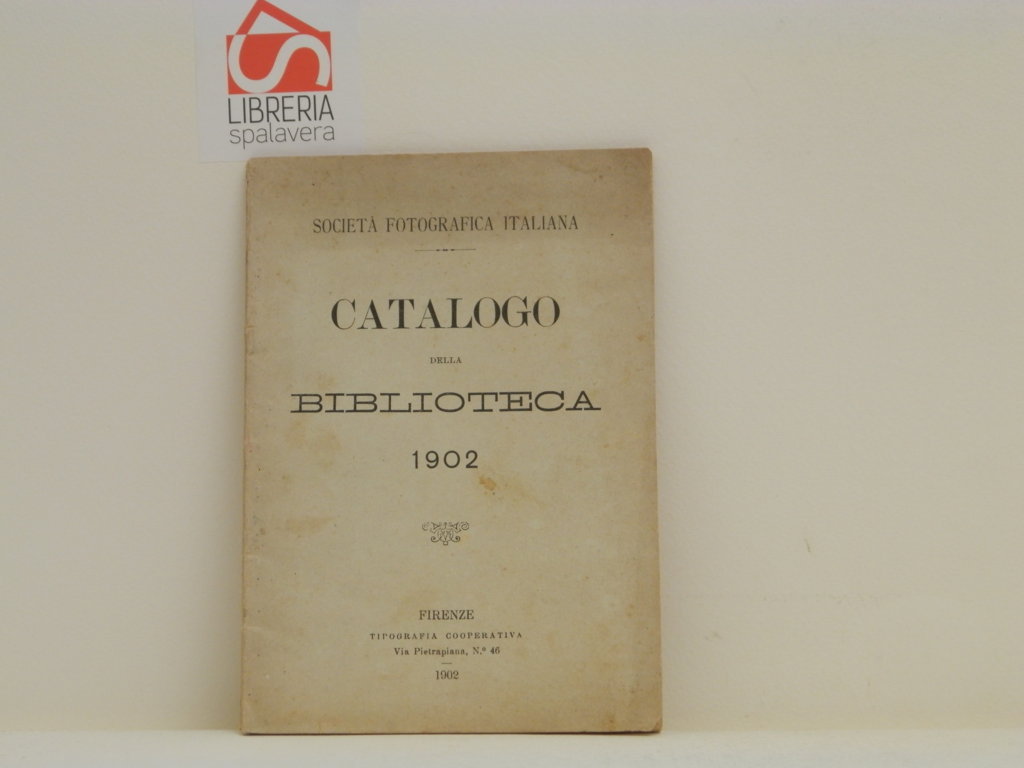 LIBRERIA
spalavera
SOCIETÀ FOTOGRAFICA ITALIANA
CATALOGO
DELLA
BIBLIOTECA
1902
FIRENZE
TIPOGRAFIA COOPERATIVA
Via Pietrapiana, N.º 46
1902